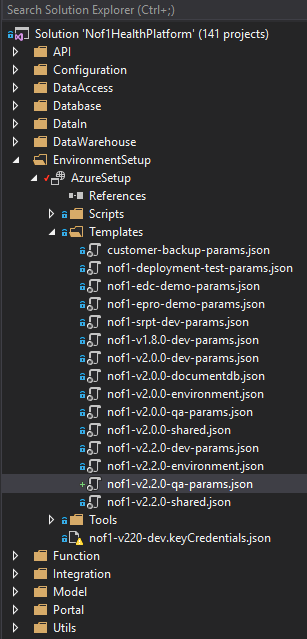 Search Solution Explorer (Ctrl+;)
Solution 'Nof1HealthPlatform' (141 projects)
API
Configuration
DataAccess
Database
DataIn
DataWarehouse
EnvironmentSetup
AzureSetup
References
Scripts
Templates
customer-backup-params.json
nof1-deployment-test-params.json
nof1-edc-demo-params.json
nof1-epro-demo-params.json
nof1-srpt-dev-params.json
nof1-v1.8.0-dev-params.json
nof1-v2.0.0-dev-params.json
nof1-v2.0.0-documentdb.json
nof1-v2.0.0-environment.json
nof1-v2.0.0-qa-params.json
nof1-v2.0.0-shared.json
nof1-v2.2.0-dev-params.json
nof1-v2.2.0-environment.json
nof1-v2.2.0-qa-params.json
nof1-v2.2.0-shared.json
Tools
nof1-v220-dev.keyCredentials.json
Function
Integration
Model
Portal
Utils